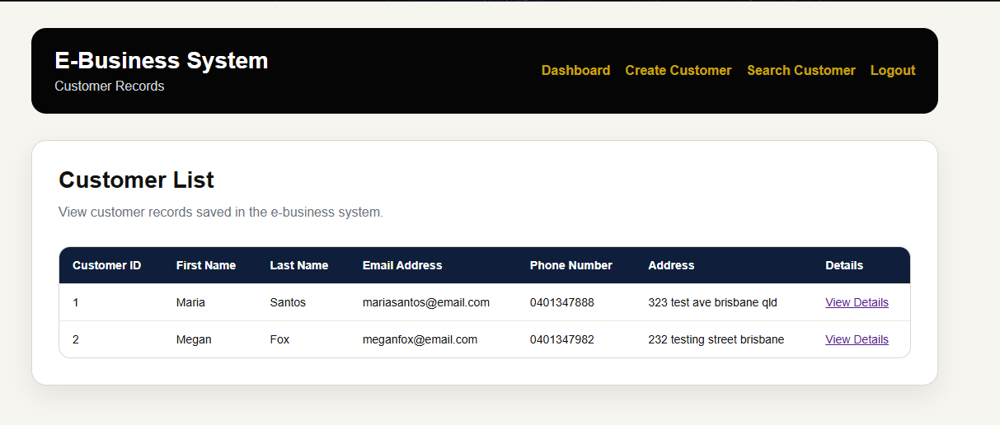 E-Business System
Customer Records
Dashboard Create Customer Search Customer Logout
Customer List
View customer records saved in the e-business system.
Customer ID First Name Last Name Email Address Phone Number Address Details
1 Maria Santos mariasantos@email.com 0401347888 323 test ave brisbane qld View Details
2 Megan Fox meganfox@email.com 0401347982 232 testing street brisbane View Details